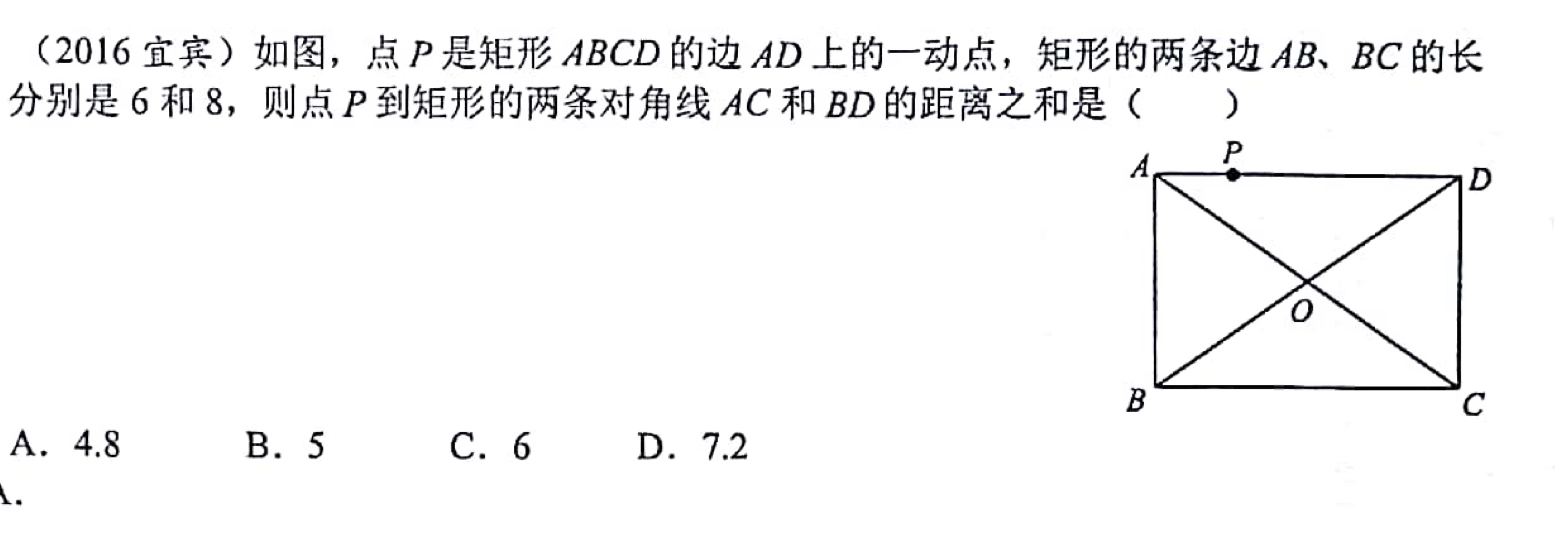 （2016 宜宾）如图，点 P 是矩形 ABCD 的边 AD 上的一动点，矩形的两条边 AB、BC 的长
分别是 6 和 8，则点 P 到矩形的两条对角线 AC 和 BD 的距离之和是（　　）
A P D
O
B C
A．4.8 B．5 C．6 D．7.2